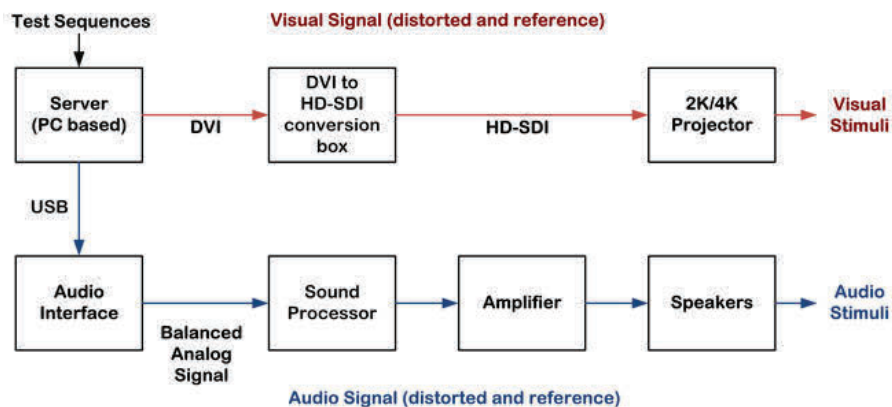 Test Sequences
Visual Signal (distorted and reference)
Server
(PC based)
DVI
DVI to
HD-SDI
conversion
box
HD-SDI
2K/4K
Projector
Visual
Stimuli
USB
Audio
Interface
Balanced
Analog
Signal
Sound
Processor
Amplifier
Speakers
Audio
Stimuli
Audio Signal (distorted and reference)